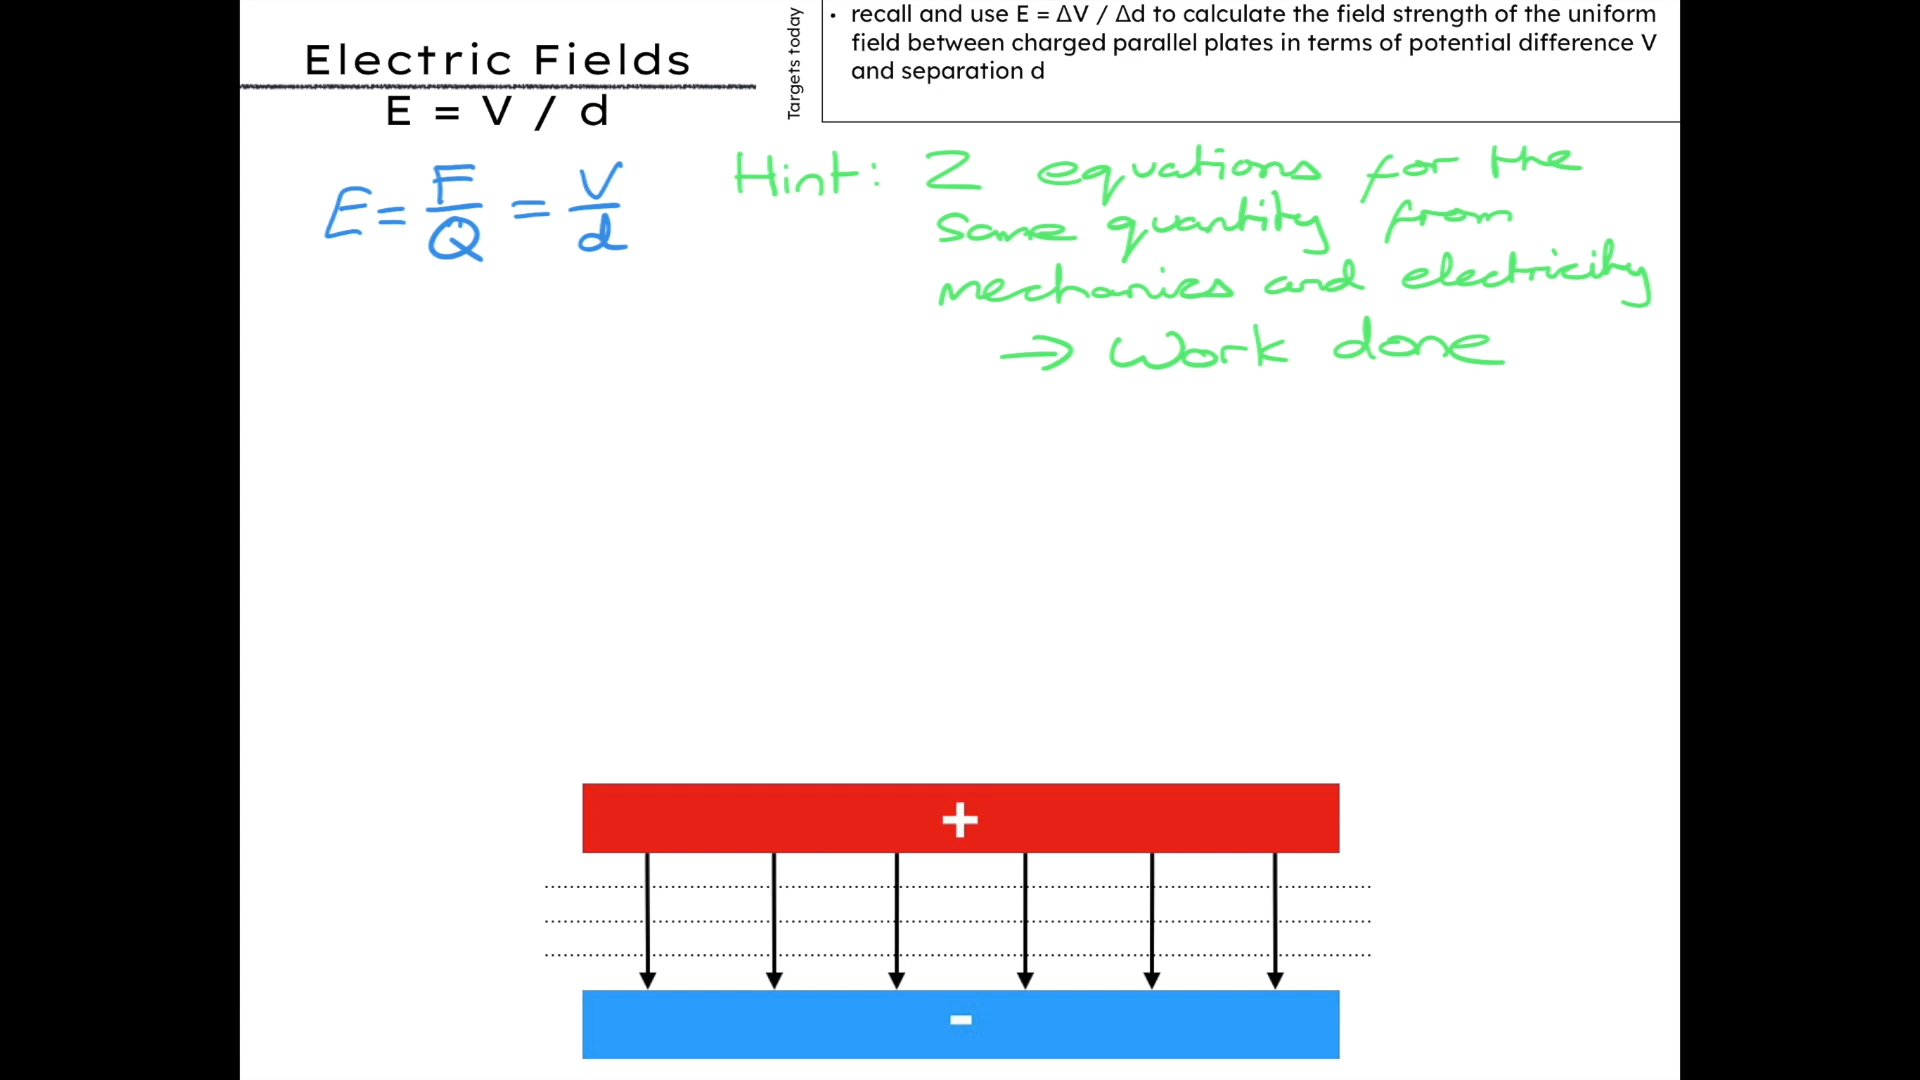 Electric Fields
E = V / d
Targets today
• recall and use E = ΔV / Δd to calculate the field strength of the uniform
field between charged parallel plates in terms of potential difference V
and separation d
E = F/Q = V/d
Hint: 2 equations for the
same quantity from
mechanics and electricity
→ Work done
+
-